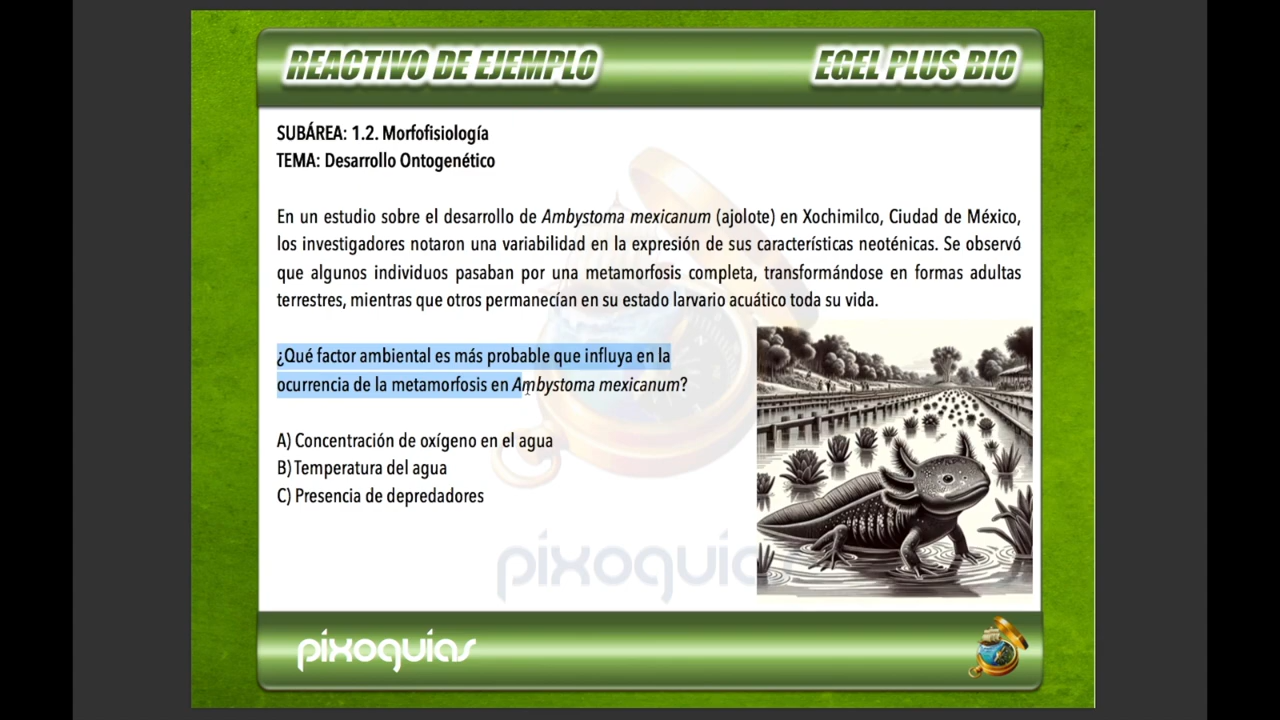 REACTIVO DE EJEMPLO
EGEL PLUS BIO
SUBÁREA: 1.2. Morfofisiología
TEMA: Desarrollo Ontogenético
En un estudio sobre el desarrollo de Ambystoma mexicanum (ajolote) en Xochimilco, Ciudad de México,
los investigadores notaron una variabilidad en la expresión de sus características neoténicas. Se observó
que algunos individuos pasaban por una metamorfosis completa, transformándose en formas adultas
terrestres, mientras que otros permanecían en su estado larvario acuático toda su vida.
¿Qué factor ambiental es más probable que influya en la
ocurrencia de la metamorfosis en Ambystoma mexicanum?
A) Concentración de oxígeno en el agua
B) Temperatura del agua
C) Presencia de depredadores
pixoguías
pixoguías